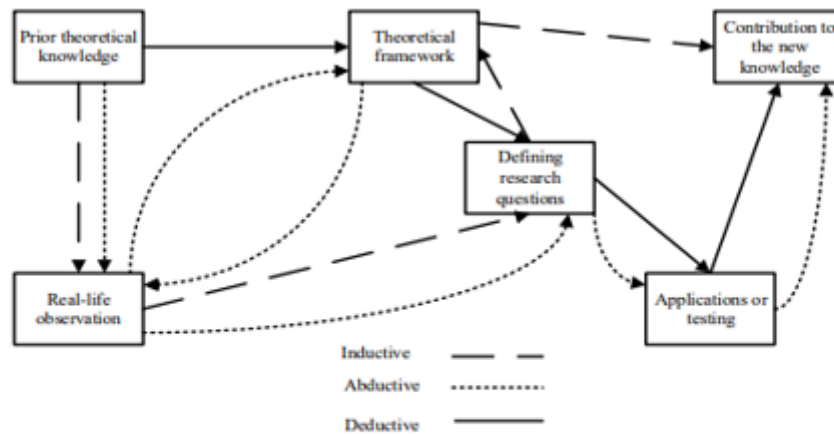 Prior theoretical
knowledge
Theoretical
framework
Contribution to
the new
knowledge
Defining
research
questions
Real-life
observation
Applications or
testing
Inductive
Abductive
Deductive